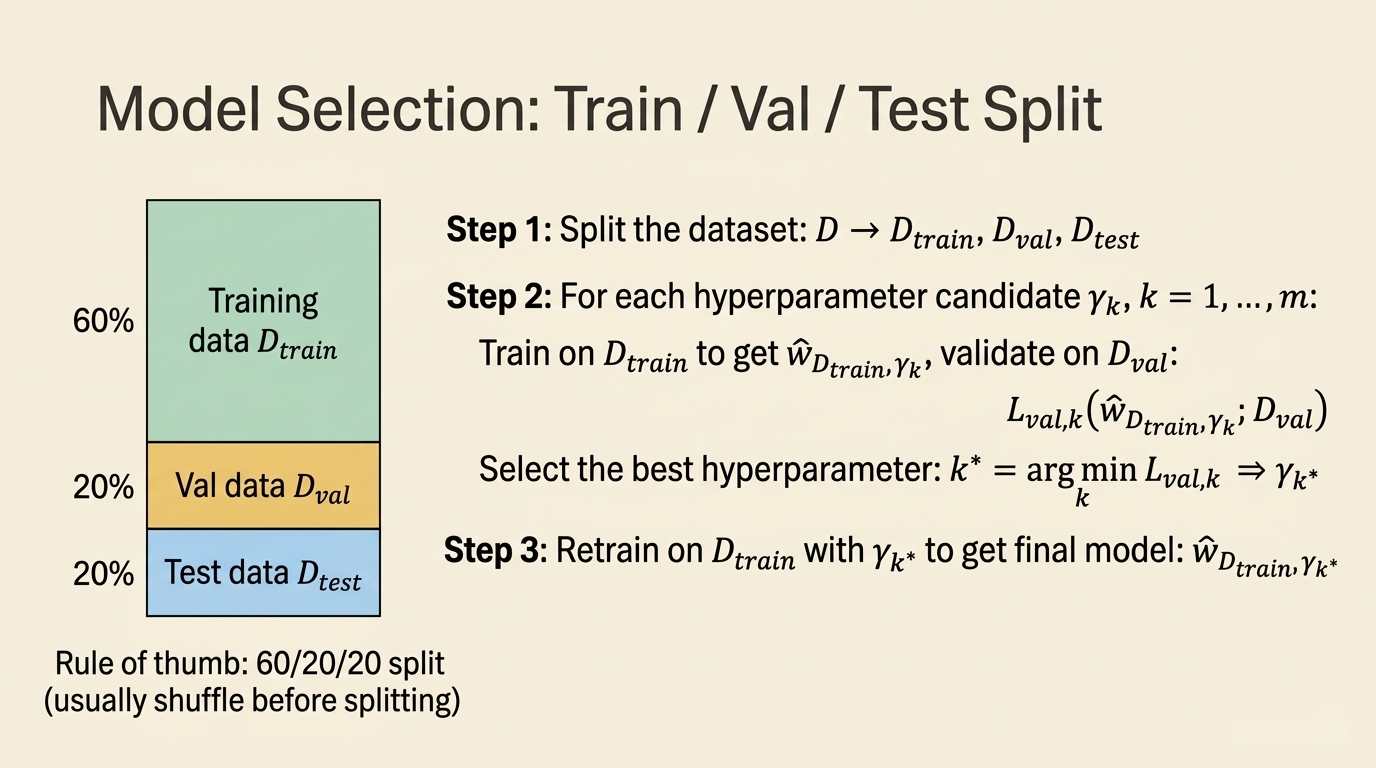 Model Selection: Train / Val / Test Split
60%
Training
data D_train
20%
Val data D_val
20%
Test data D_test
Rule of thumb: 60/20/20 split
(usually shuffle before splitting)
Step 1: Split the dataset: D → D_train, D_val, D_test
Step 2: For each hyperparameter candidate γ_k, k = 1, …, m:
Train on D_train to get ŵ_{D_train, γ_k}, validate on D_val:
L_{val,k}(ŵ_{D_train, γ_k}; D_val)
Select the best hyperparameter: k* = arg min_k L_{val,k} ⇒ γ_{k*}
Step 3: Retrain on D_train with γ_{k*} to get final model: ŵ_{D_train, γ_{k*}}